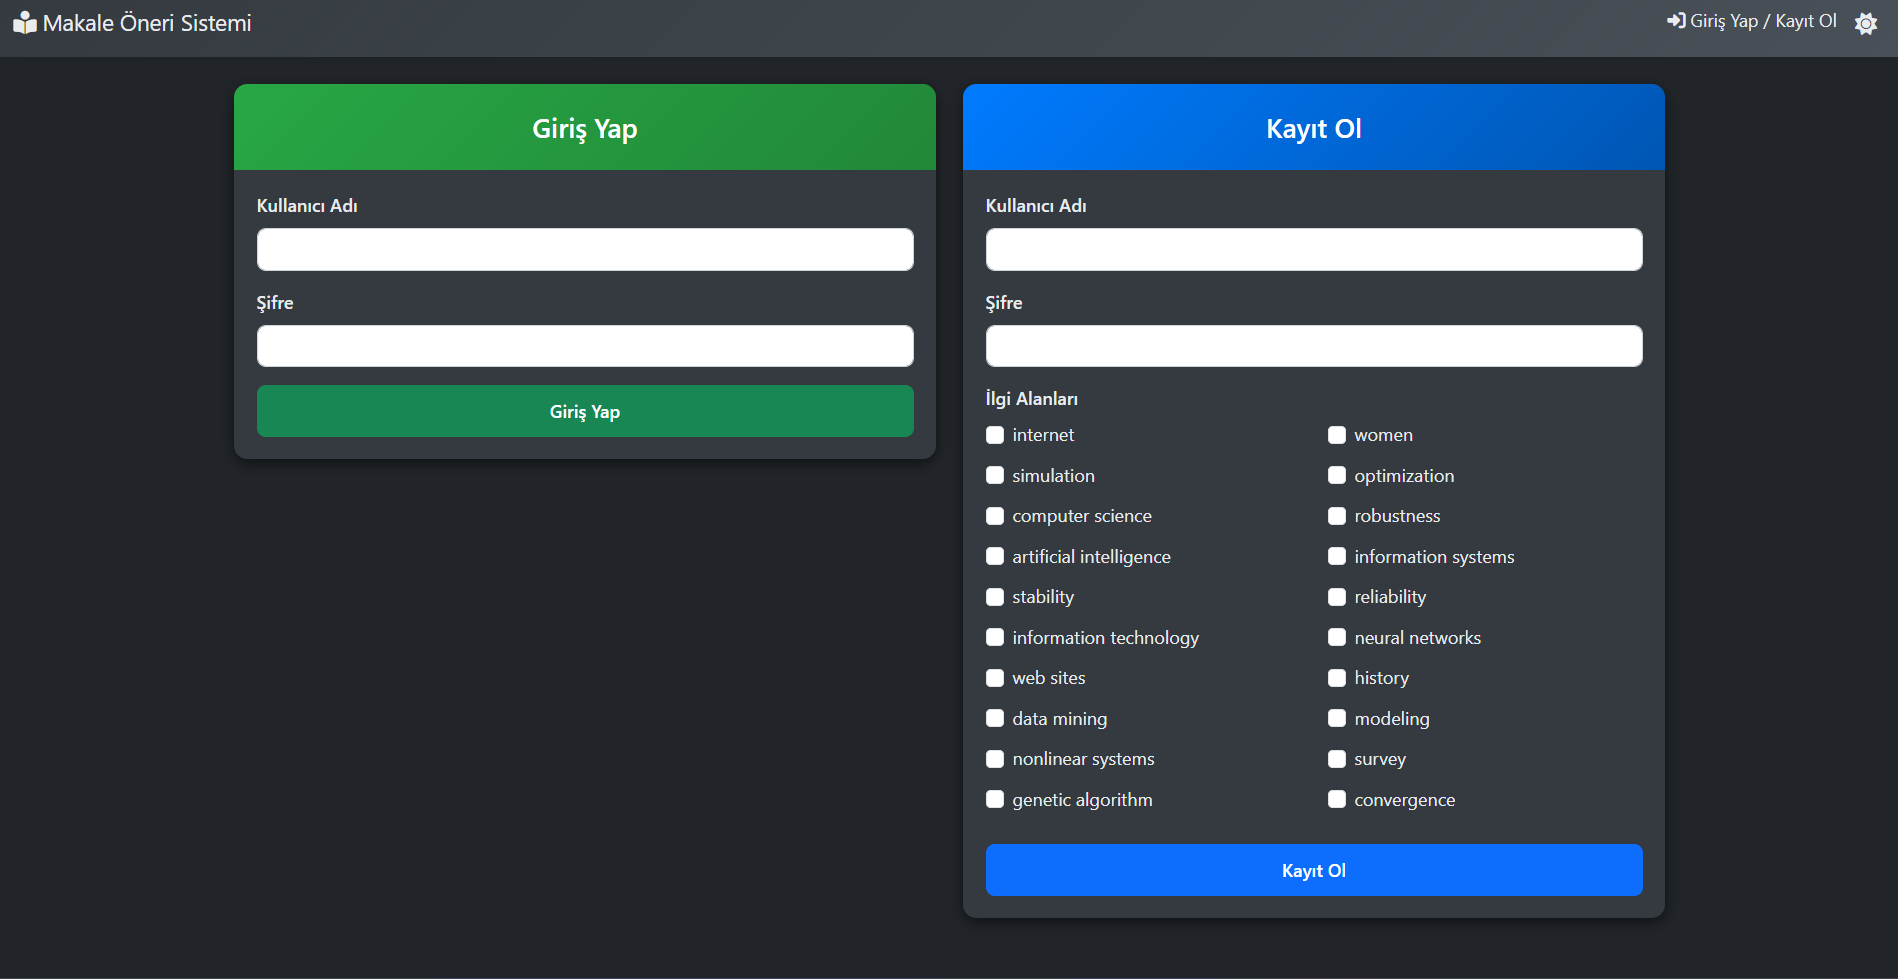 Makale Öneri Sistemi
Giriş Yap / Kayıt Ol
Giriş Yap
Kullanıcı Adı
Şifre
Giriş Yap
Kayıt Ol
Kullanıcı Adı
Şifre
İlgi Alanları
internet
women
simulation
optimization
computer science
robustness
artificial intelligence
information systems
stability
reliability
information technology
neural networks
web sites
history
data mining
modeling
nonlinear systems
survey
genetic algorithm
convergence
Kayıt Ol